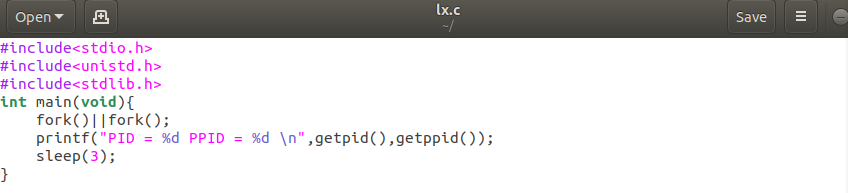 Open
lx.c
~/
Save
#include<stdio.h>
#include<unistd.h>
#include<stdlib.h>
int main(void){
    fork()||fork();
    printf("PID = %d PPID = %d \n",getpid(),getppid());
    sleep(3);
}